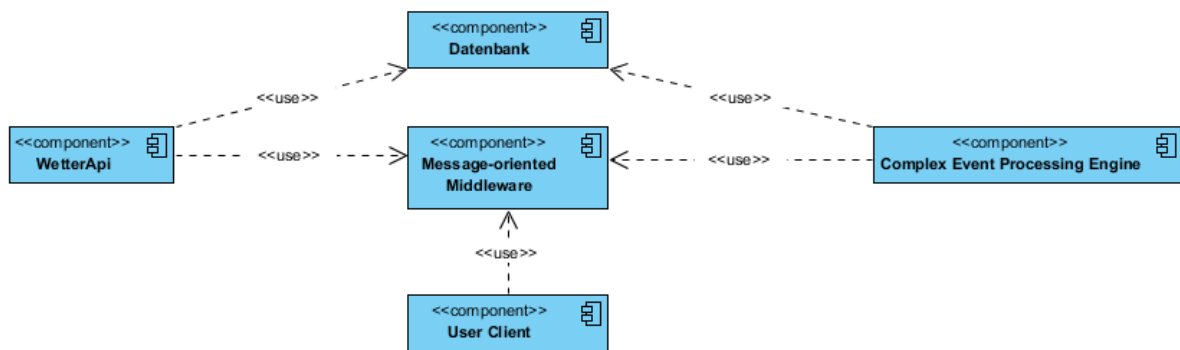 <<component>>
Datenbank
<<use>>
<<use>>
<<component>>
WetterApi
<<use>>
<<component>>
Message-oriented
Middleware
<<use>>
<<component>>
Complex Event Processing Engine
<<use>>
<<component>>
User Client